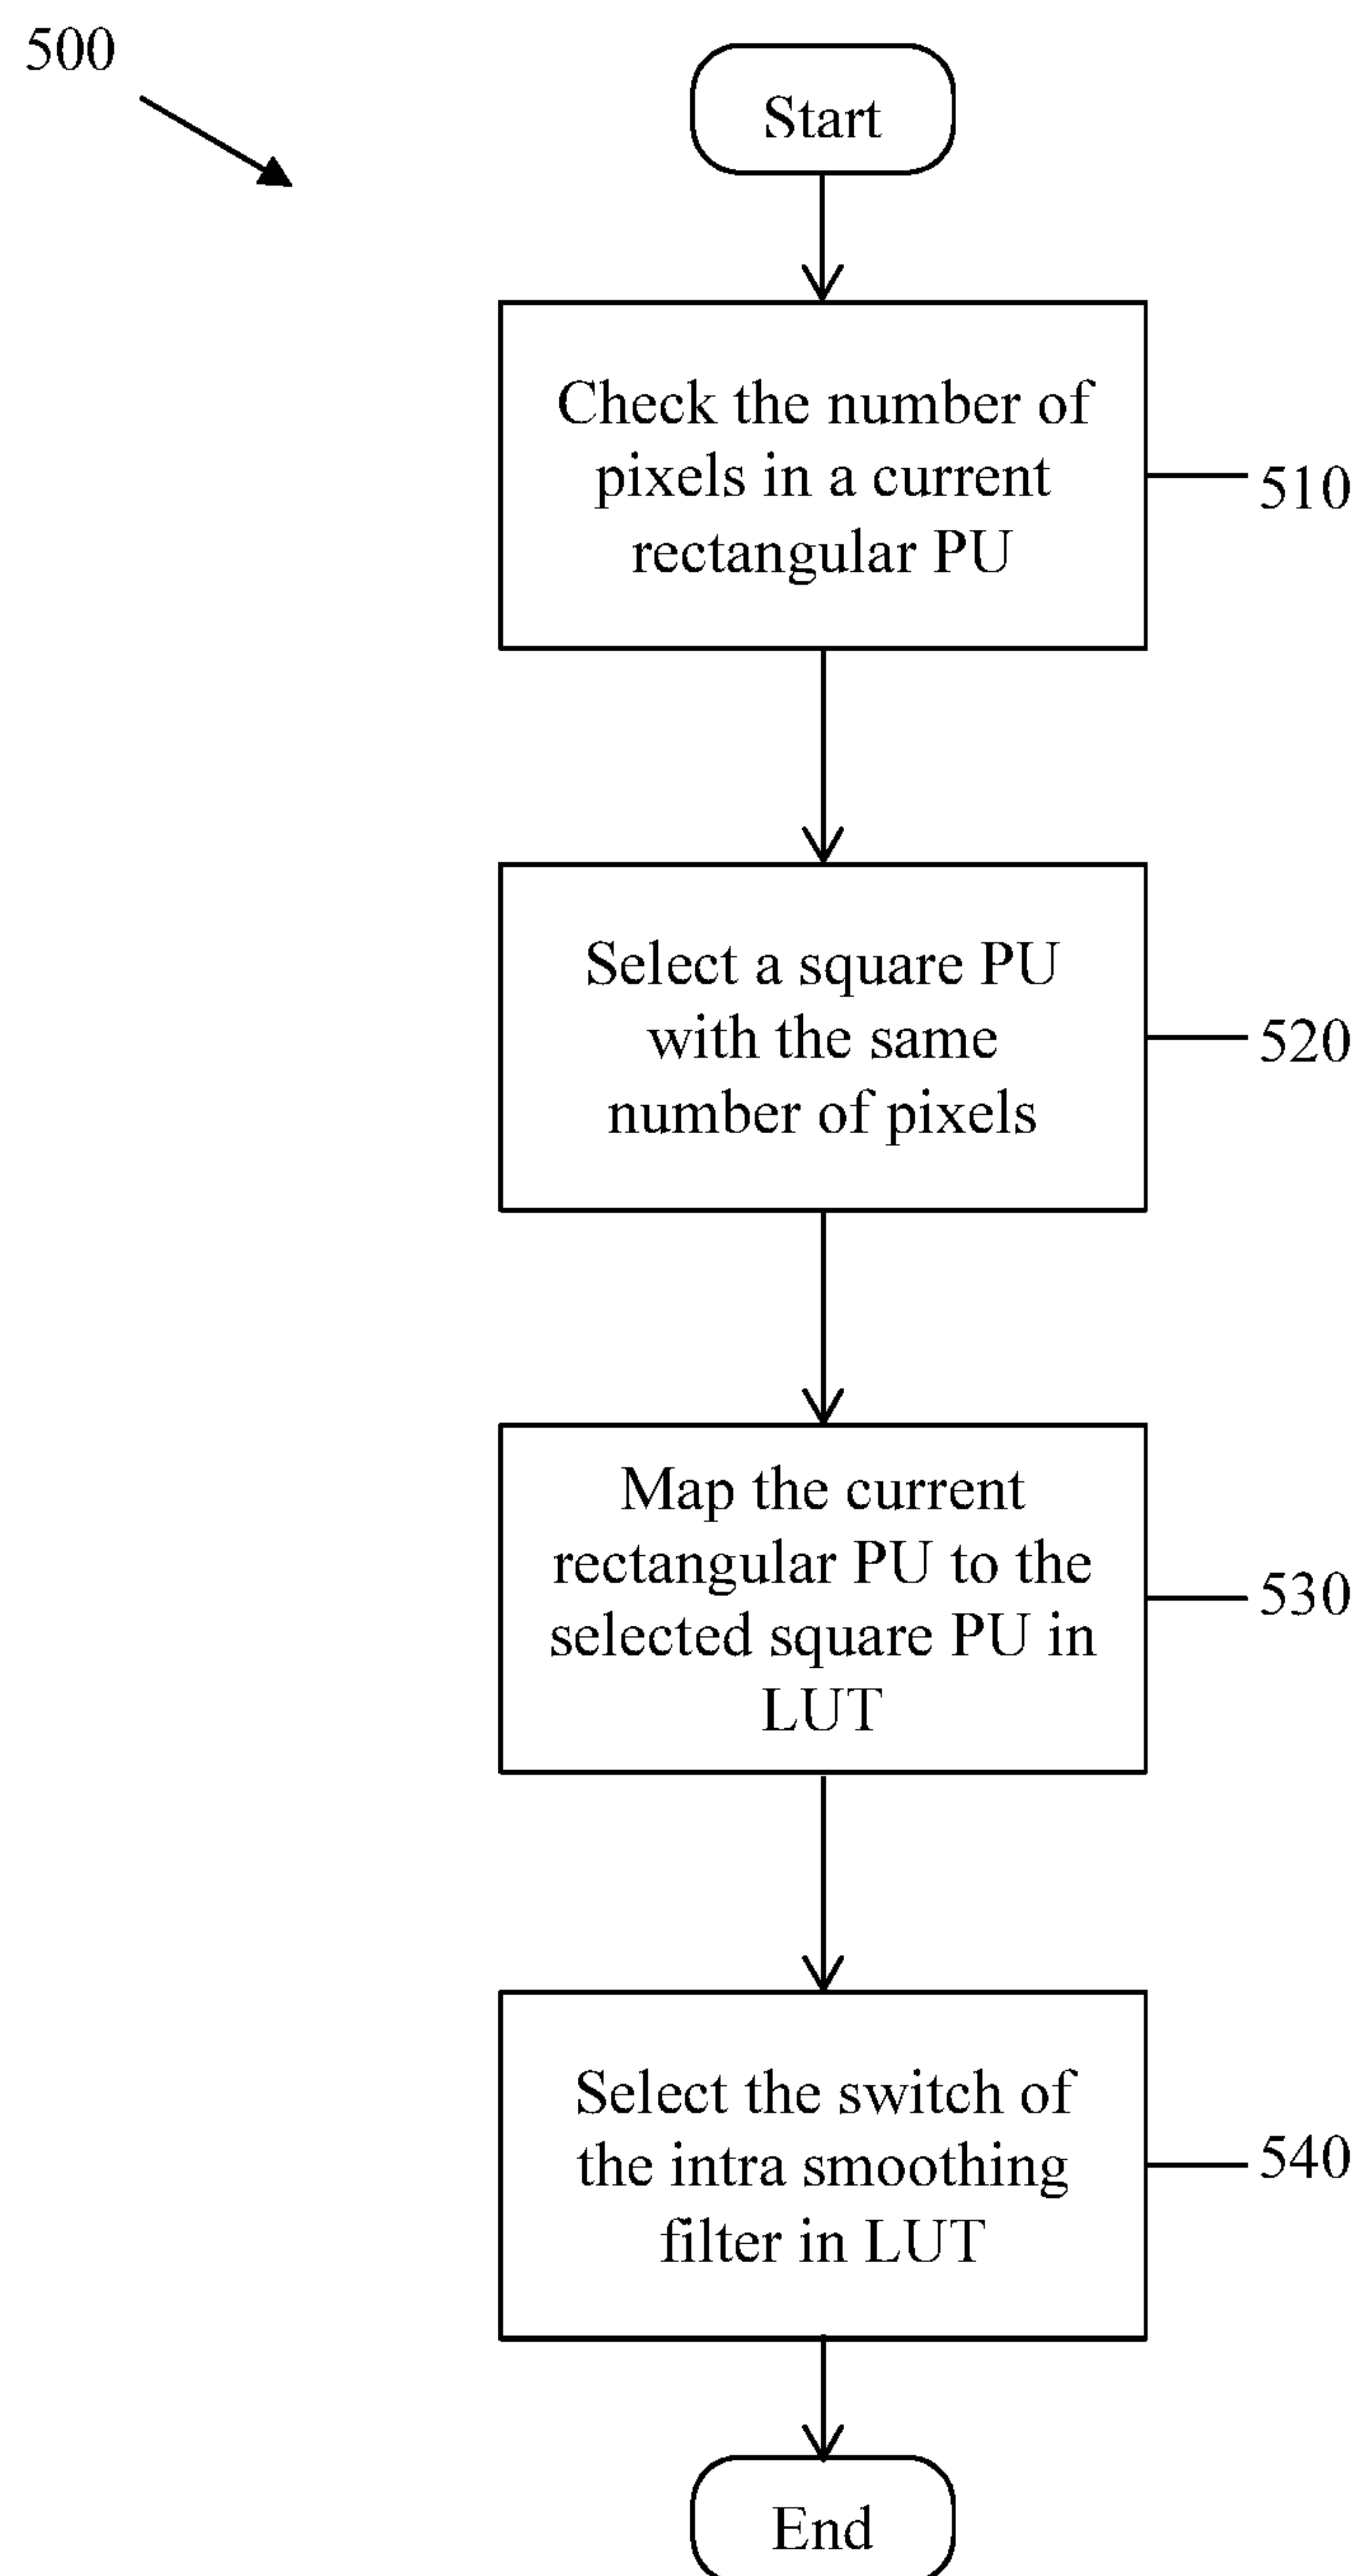 500
Start
Check the number of
pixels in a current
rectangular PU
510
Select a square PU
with the same
number of pixels
520
Map the current
rectangular PU to the
selected square PU in
LUT
530
Select the switch of
the intra smoothing
filter in LUT
540
End